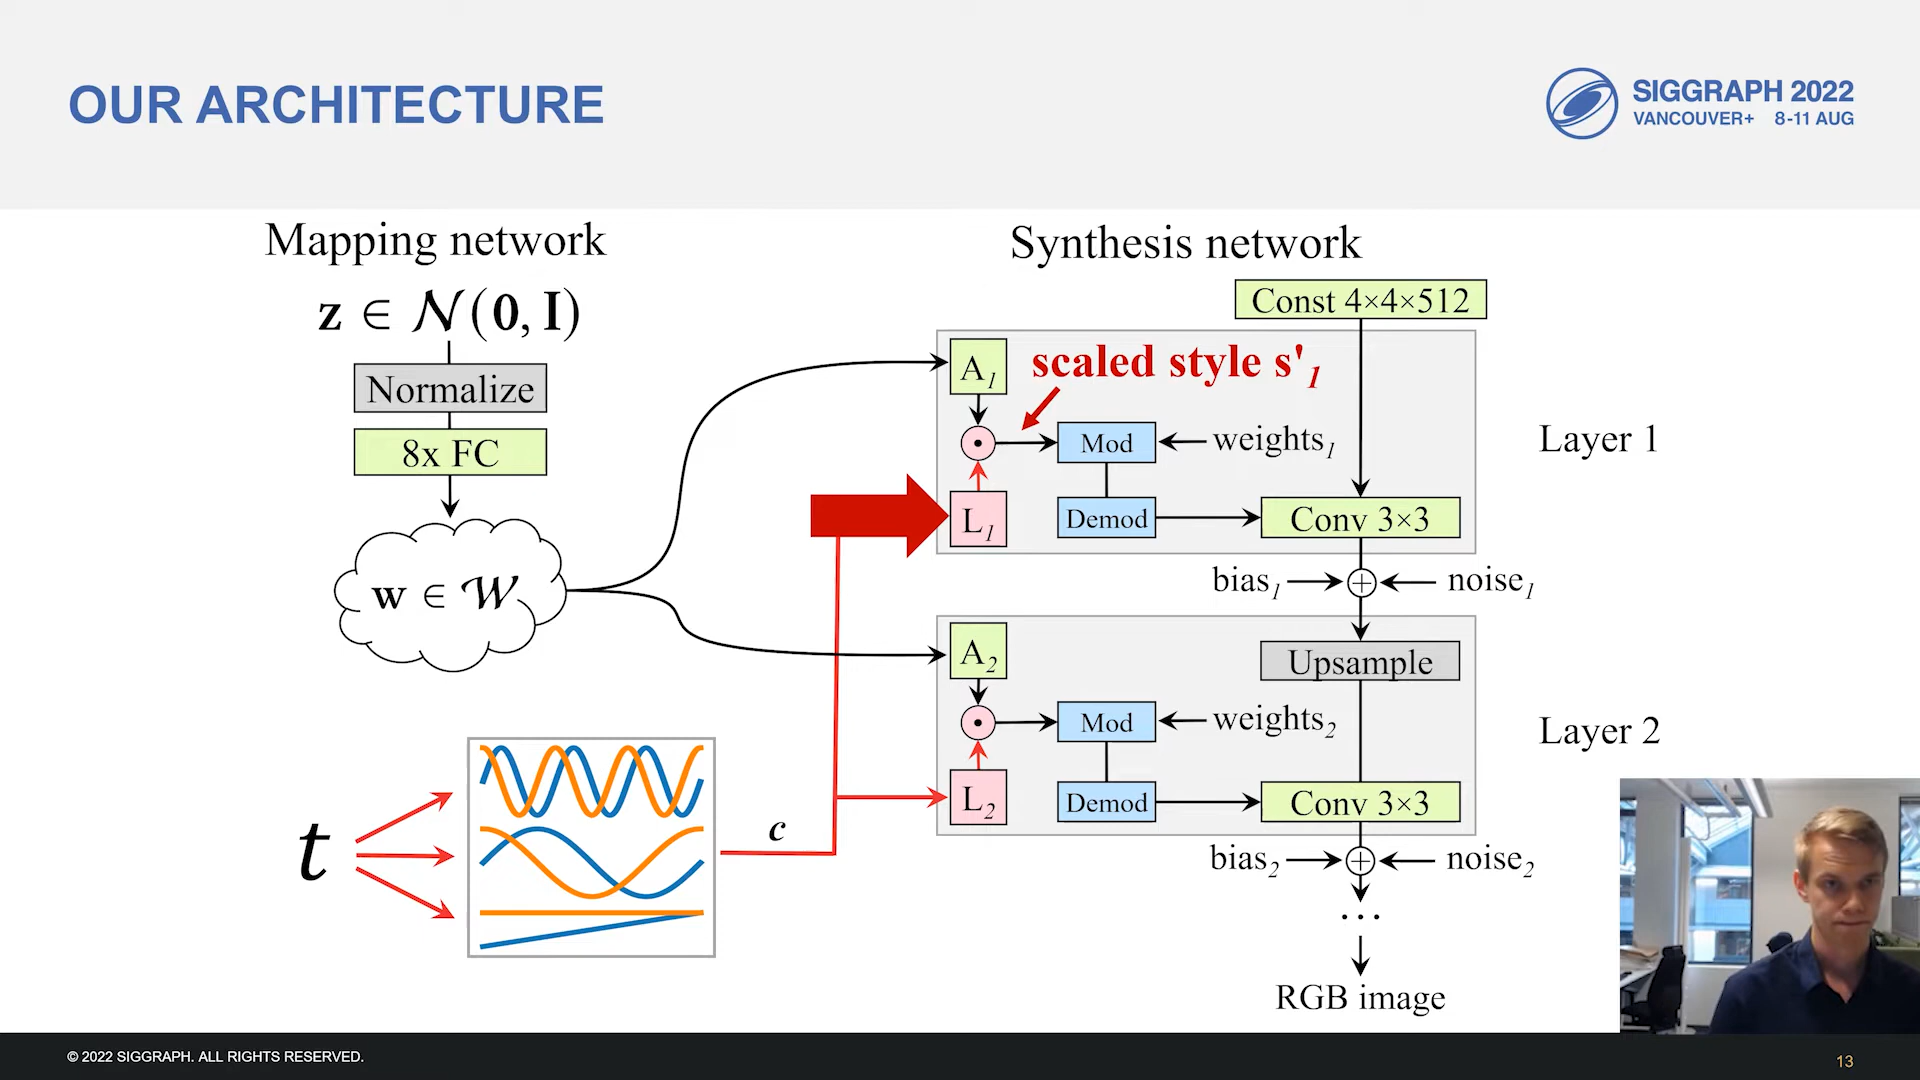 OUR ARCHITECTURE
SIGGRAPH 2022
VANCOUVER+ 8-11 AUG
Mapping network
z ∈ 𝒩(0, I)
Normalize
8x FC
w ∈ 𝒲
t
c
Synthesis network
Const 4×4×512
A1
scaled style s'1
Mod
weights1
L1
Demod
Conv 3×3
Layer 1
bias1
+
noise1
A2
Upsample
Mod
weights2
L2
Demod
Conv 3×3
Layer 2
bias2
+
noise2
...
RGB image
© 2022 SIGGRAPH. ALL RIGHTS RESERVED.
13